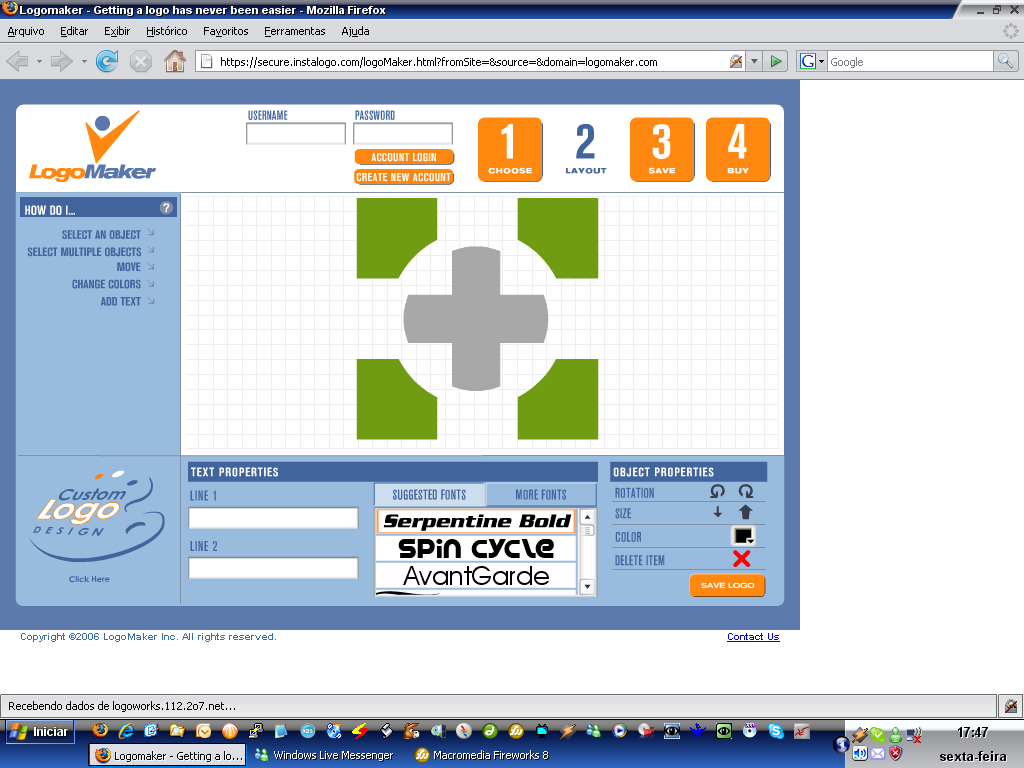 Logomaker - Getting a logo has never been easier - Mozilla Firefox
Arquivo Editar Exibir Histórico Favoritos Ferramentas Ajuda
https://secure.instalogo.com/logoMaker.html?fromSite=&source=&domain=logomaker.com
G Google
LogoMaker
USERNAME PASSWORD
ACCOUNT LOGIN
CREATE NEW ACCOUNT
1 CHOOSE
2 LAYOUT
3 SAVE
4 BUY
HOW DO I... ?
SELECT AN OBJECT
SELECT MULTIPLE OBJECTS
MOVE
CHANGE COLORS
ADD TEXT
Custom
Logo
DESIGN
Click Here
TEXT PROPERTIES
LINE 1
LINE 2
SUGGESTED FONTS MORE FONTS
Serpentine Bold
Spin Cycle
AvantGarde
OBJECT PROPERTIES
ROTATION
SIZE
COLOR
DELETE ITEM
SAVE LOGO
Copyright ©2006 LogoMaker Inc. All rights reserved. Contact Us
Recebendo dados de logoworks.112.2o7.net...
Iniciar
Logomaker - Getting a lo... Windows Live Messenger Macromedia Fireworks 8
17:47
sexta-feira